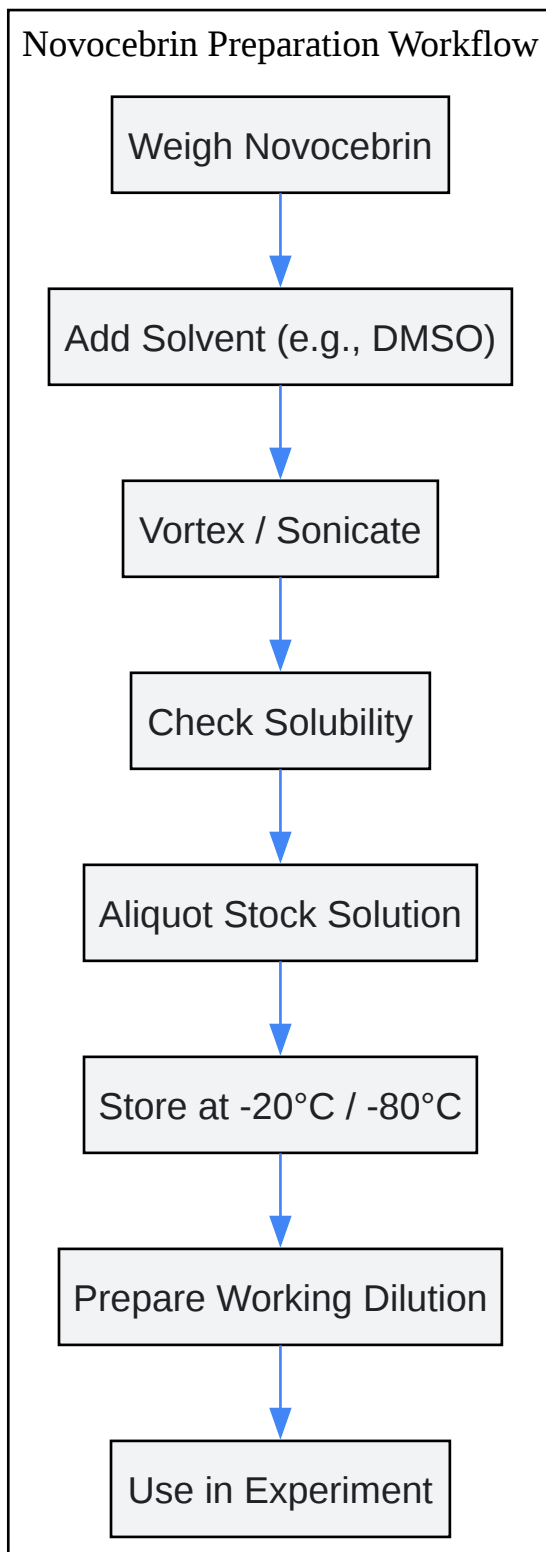 Novocebrin Preparation Workflow
Weigh Novocebrin
Add Solvent (e.g., DMSO)
Vortex / Sonicate
Check Solubility
Aliquot Stock Solution
Store at -20°C / -80°C
Prepare Working Dilution
Use in Experiment